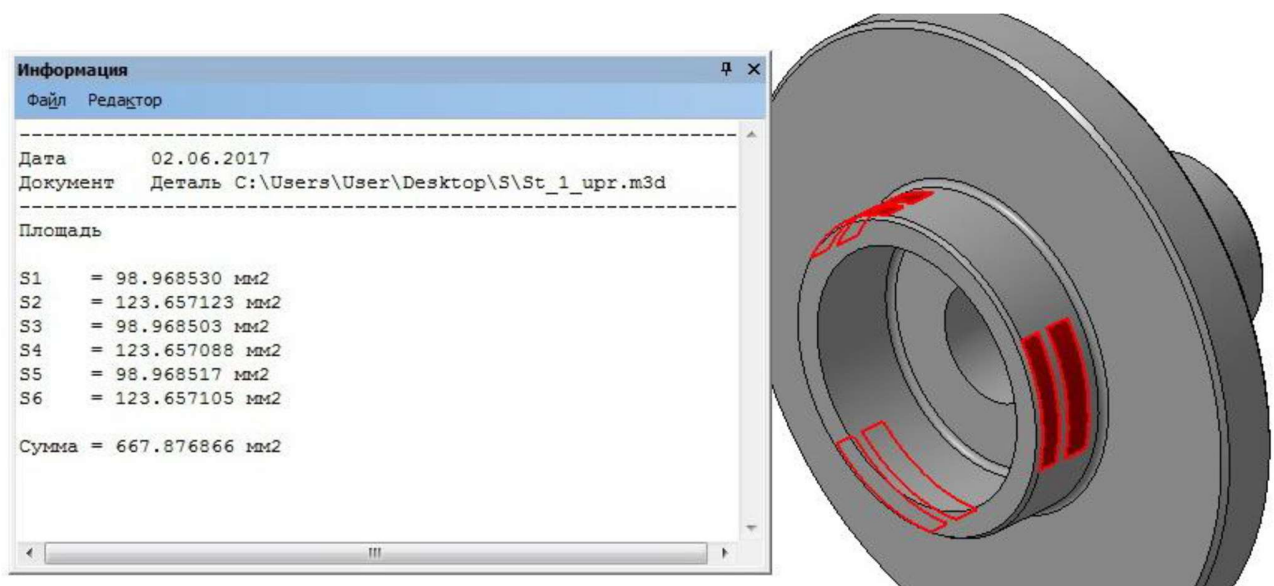 Информация
Файл Редактор
Дата 02.06.2017
Документ Деталь C:\Users\User\Desktop\S\St_1_upr.m3d
Площадь
S1 = 98.968530 мм2
S2 = 123.657123 мм2
S3 = 98.968503 мм2
S4 = 123.657088 мм2
S5 = 98.968517 мм2
S6 = 123.657105 мм2
Сумма = 667.876866 мм2